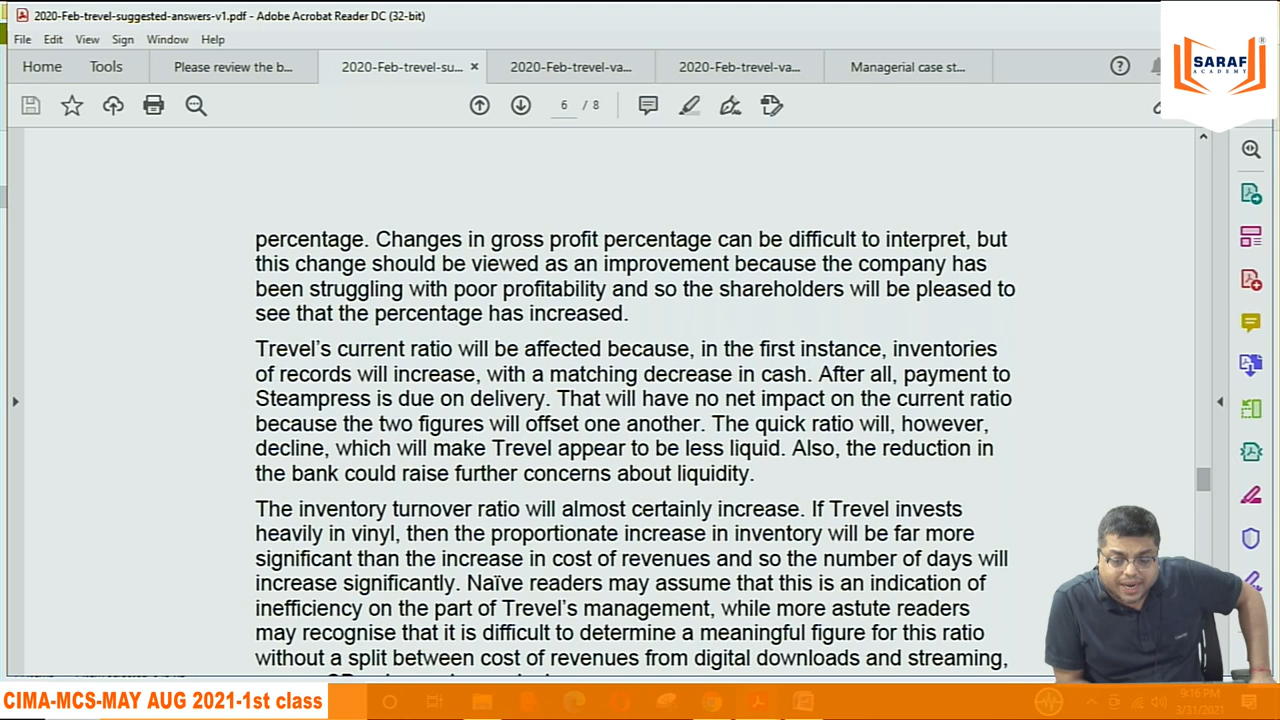 2020-Feb-trevel-suggested-answers-v1.pdf - Adobe Acrobat Reader DC (32-bit)
File Edit View Sign Window Help
Home Tools Please review the b... 2020-Feb-trevel-su... × 2020-Feb-trevel-va... 2020-Feb-trevel-va... Managerial case st...
6 / 8
SARAF
ACADEMY
percentage. Changes in gross profit percentage can be difficult to interpret, but
this change should be viewed as an improvement because the company has
been struggling with poor profitability and so the shareholders will be pleased to
see that the percentage has increased.
Trevel's current ratio will be affected because, in the first instance, inventories
of records will increase, with a matching decrease in cash. After all, payment to
Steampress is due on delivery. That will have no net impact on the current ratio
because the two figures will offset one another. The quick ratio will, however,
decline, which will make Trevel appear to be less liquid. Also, the reduction in
the bank could raise further concerns about liquidity.
The inventory turnover ratio will almost certainly increase. If Trevel invests
heavily in vinyl, then the proportionate increase in inventory will be far more
significant than the increase in cost of revenues and so the number of days will
increase significantly. Naïve readers may assume that this is an indication of
inefficiency on the part of Trevel's management, while more astute readers
may recognise that it is difficult to determine a meaningful figure for this ratio
without a split between cost of revenues from digital downloads and streaming,
CIMA-MCS-MAY AUG 2021-1st class
9:16 PM
3/31/2021